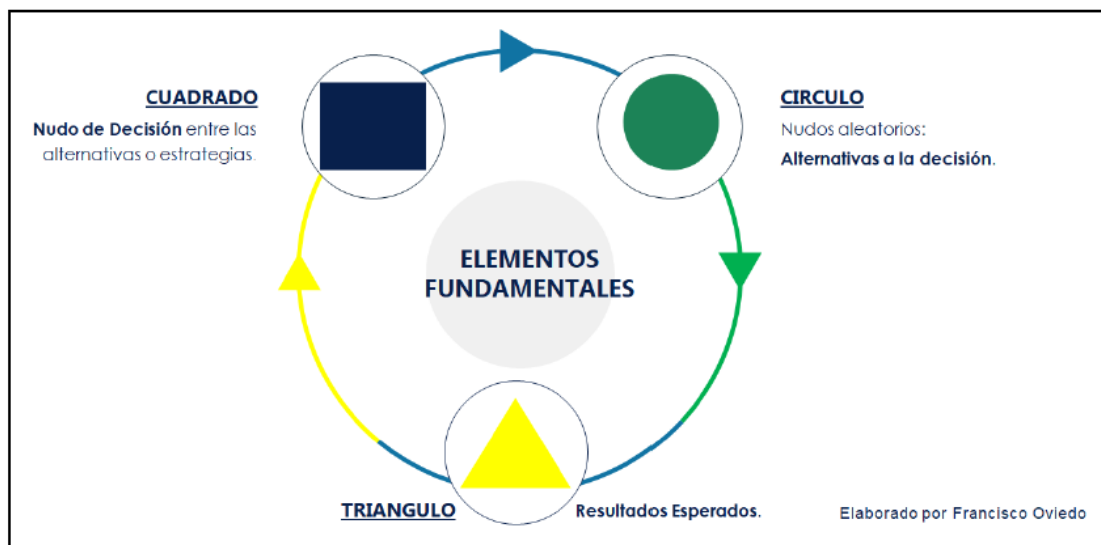 CUADRADO
Nudo de Decisión entre las
alternativas o estrategias.
CIRCULO
Nudos aleatorios:
Alternativas a la decisión.
ELEMENTOS
FUNDAMENTALES
TRIANGULO
Resultados Esperados.
Elaborado por Francisco Oviedo